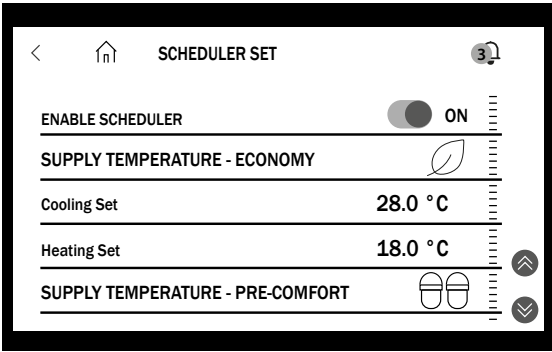 SCHEDULER SET
3
ENABLE SCHEDULER ON
SUPPLY TEMPERATURE - ECONOMY
Cooling Set 28.0 °C
Heating Set 18.0 °C
SUPPLY TEMPERATURE - PRE-COMFORT